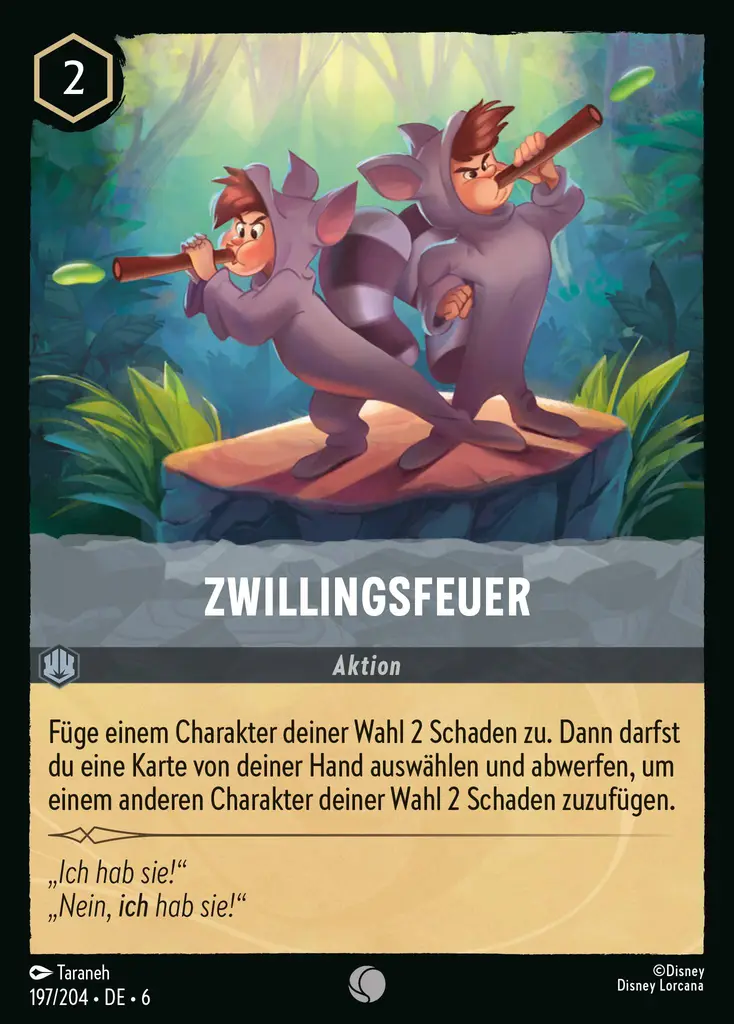 2
ZWILLINGSFEUER
Aktion
Füge einem Charakter deiner Wahl 2 Schaden zu. Dann darfst
du eine Karte von deiner Hand auswählen und abwerfen, um
einem anderen Charakter deiner Wahl 2 Schaden zuzufügen.
„Ich hab sie!“
„Nein, ich hab sie!“
Taraneh
197/204 • DE • 6
©Disney
Disney Lorcana